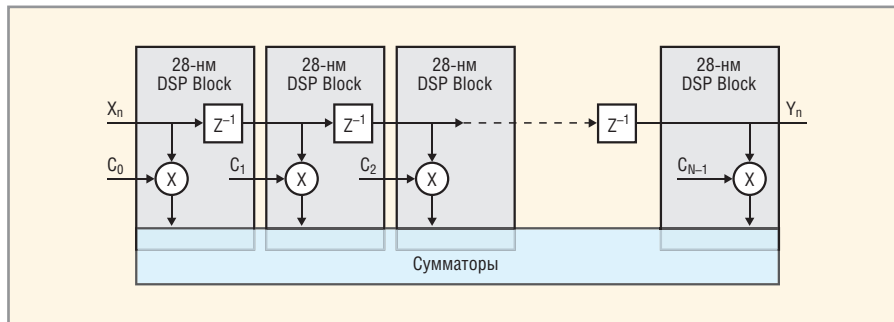 28-нм
DSP Block
28-нм
DSP Block
28-нм
DSP Block
28-нм
DSP Block
Xn
Z–1
Z–1
Z–1
Yn
C0
X
C1
X
C2
X
CN–1
X
Сумматоры